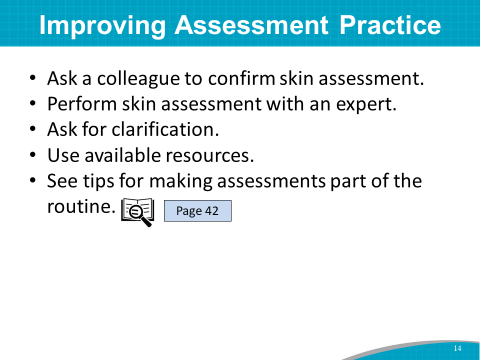 Improving Assessment Practice
• Ask a colleague to confirm skin assessment.
• Perform skin assessment with an expert.
• Ask for clarification.
• Use available resources.
• See tips for making assessments part of the
routine. Page 42
14